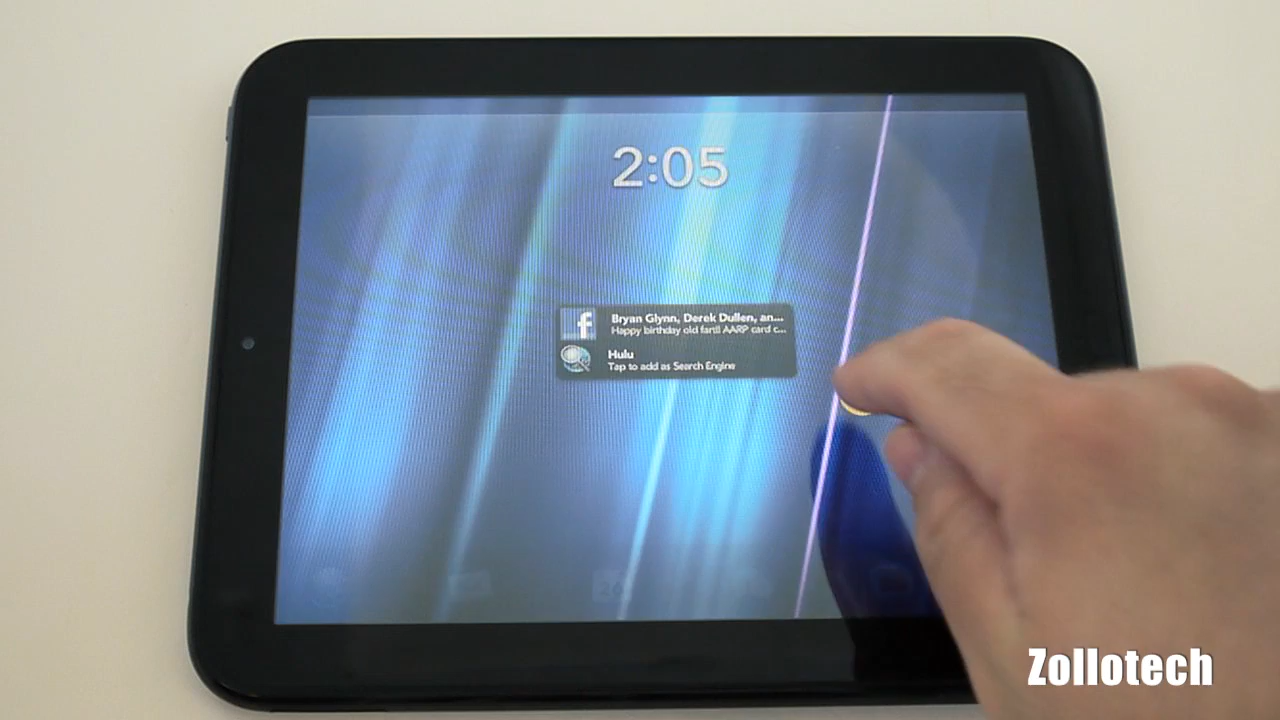 2:05
Bryan Glynn, Derek Dullen, an...
Happy birthday old fart!! AARP card c...
Hulu
Tap to add as Search Engine
26
Zollotech